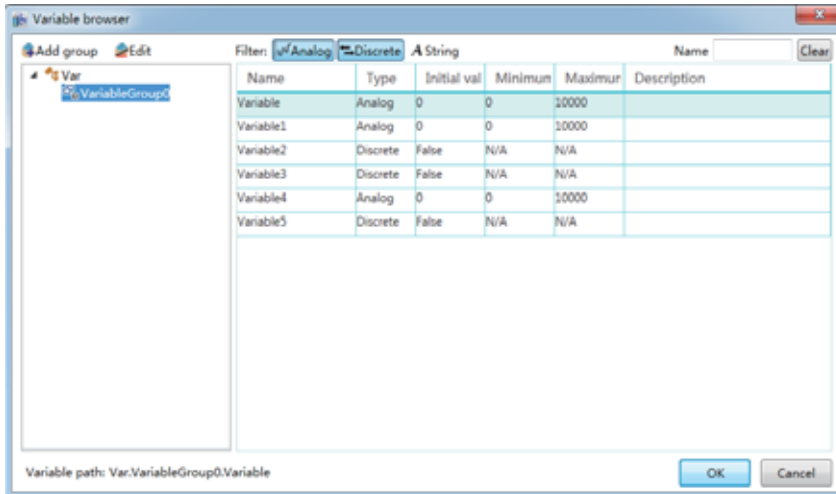 Variable browser
Add group Edit Filter: Analog Discrete A String Name Clear
Var
VariableGroup0
Name Type Initial val Minimun Maximur Description
Variable Analog 0 0 10000
Variable1 Analog 0 0 10000
Variable2 Discrete False N/A N/A
Variable3 Discrete False N/A N/A
Variable4 Analog 0 0 10000
Variable5 Discrete False N/A N/A
Variable path: Var.VariableGroup0.Variable OK Cancel